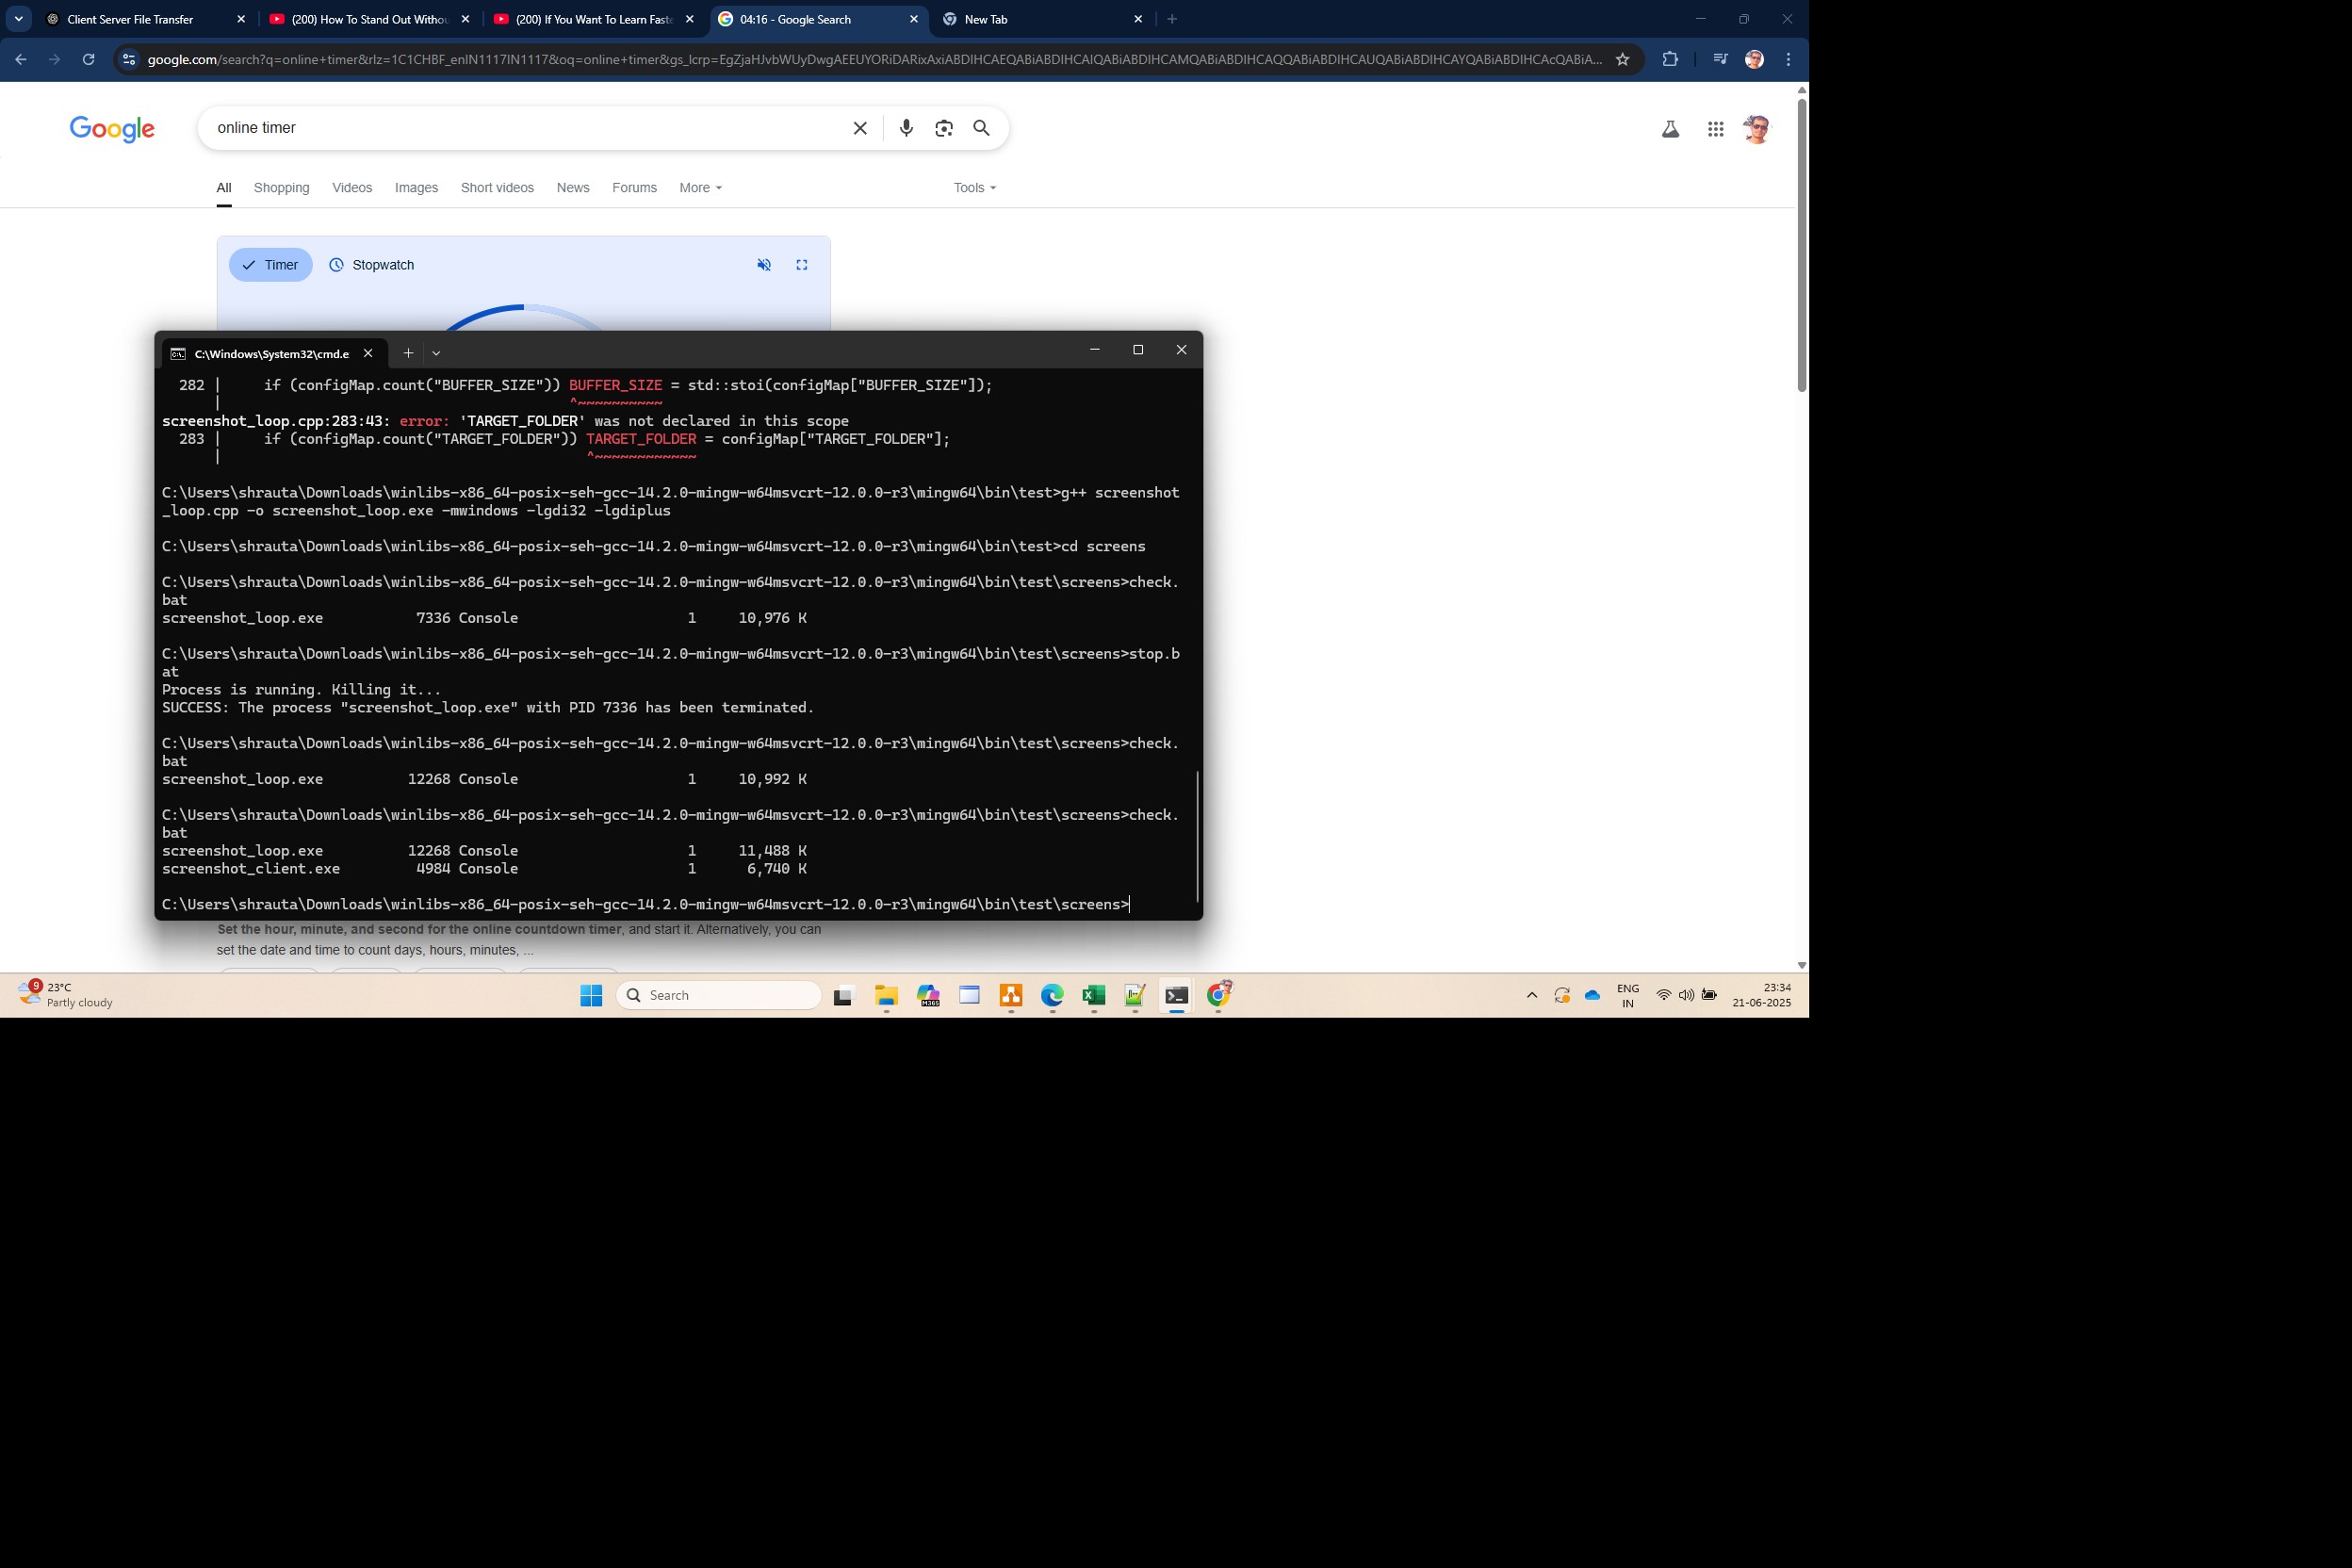 Client Server File Transfer
(200) How To Stand Out Withou
(200) If You Want To Learn Faste
04:16 - Google Search
New Tab
google.com/search?q=online+timer&rlz=1C1CHBF_enIN1117IN1117&oq=online+timer&gs_lcrp=EgZjaHJvbWUyDwgAEEUYORiDARixAxiABDIHCAEQABiABDIHCAIQABiABDIHCAMQABiABDIHCAQQABiABDIHCAUQABiABDIHCAYQABiABDIHCAcQABiA...
Google
online timer
All Shopping Videos Images Short videos News Forums More Tools
Timer Stopwatch
C:\Windows\System32\cmd.e
282 | if (configMap.count("BUFFER_SIZE")) BUFFER_SIZE = std::stoi(configMap["BUFFER_SIZE"]);
| ^~~~~~~~~~~
screenshot_loop.cpp:283:43: error: 'TARGET_FOLDER' was not declared in this scope
283 | if (configMap.count("TARGET_FOLDER")) TARGET_FOLDER = configMap["TARGET_FOLDER"];
| ^~~~~~~~~~~~~
C:\Users\shrauta\Downloads\winlibs-x86_64-posix-seh-gcc-14.2.0-mingw-w64msvcrt-12.0.0-r3\mingw64\bin\test>g++ screenshot
_loop.cpp -o screenshot_loop.exe -mwindows -lgdi32 -lgdiplus
C:\Users\shrauta\Downloads\winlibs-x86_64-posix-seh-gcc-14.2.0-mingw-w64msvcrt-12.0.0-r3\mingw64\bin\test>cd screens
C:\Users\shrauta\Downloads\winlibs-x86_64-posix-seh-gcc-14.2.0-mingw-w64msvcrt-12.0.0-r3\mingw64\bin\test\screens>check.
bat
screenshot_loop.exe 7336 Console 1 10,976 K
C:\Users\shrauta\Downloads\winlibs-x86_64-posix-seh-gcc-14.2.0-mingw-w64msvcrt-12.0.0-r3\mingw64\bin\test\screens>stop.b
at
Process is running. Killing it...
SUCCESS: The process "screenshot_loop.exe" with PID 7336 has been terminated.
C:\Users\shrauta\Downloads\winlibs-x86_64-posix-seh-gcc-14.2.0-mingw-w64msvcrt-12.0.0-r3\mingw64\bin\test\screens>check.
bat
screenshot_loop.exe 12268 Console 1 10,992 K
C:\Users\shrauta\Downloads\winlibs-x86_64-posix-seh-gcc-14.2.0-mingw-w64msvcrt-12.0.0-r3\mingw64\bin\test\screens>check.
bat
screenshot_loop.exe 12268 Console 1 11,488 K
screenshot_client.exe 4984 Console 1 6,740 K
C:\Users\shrauta\Downloads\winlibs-x86_64-posix-seh-gcc-14.2.0-mingw-w64msvcrt-12.0.0-r3\mingw64\bin\test\screens>
Set the hour, minute, and second for the online countdown timer, and start it. Alternatively, you can
set the date and time to count days, hours, minutes, ...
9
23°C
Partly cloudy
Search
M365
ENG
IN
23:34
21-06-2025